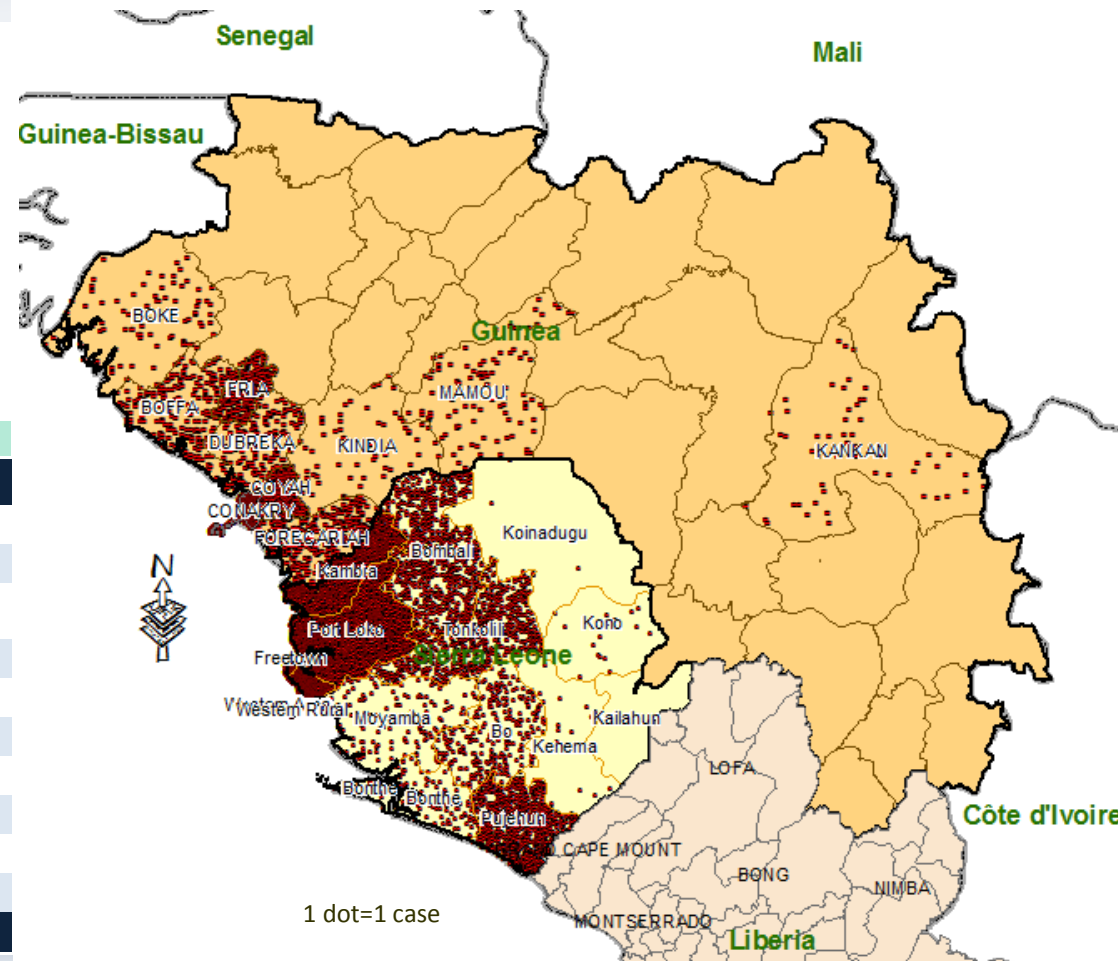 Senegal
Mali
Guinea-Bissau
BOKE
Guinea
FRIA
MAMOU
BOFFA
DUBREKA
KINDIA
KANKAN
COYAH
CONAKRY
FORECARIAH
Koinadugu
Bombali
N
Kambia
Kono
Port Loko
Tonkolili
Freetown
Sierra Leone
Western Rural
Moyamba
Kailahun
Bo
Kenema
LOFA
Bonthe
Bonthe
Pujehun
Côte d'Ivoire
CAPE MOUNT
BONG
NIMBA
1 dot=1 case
MONTSERRADO
Liberia